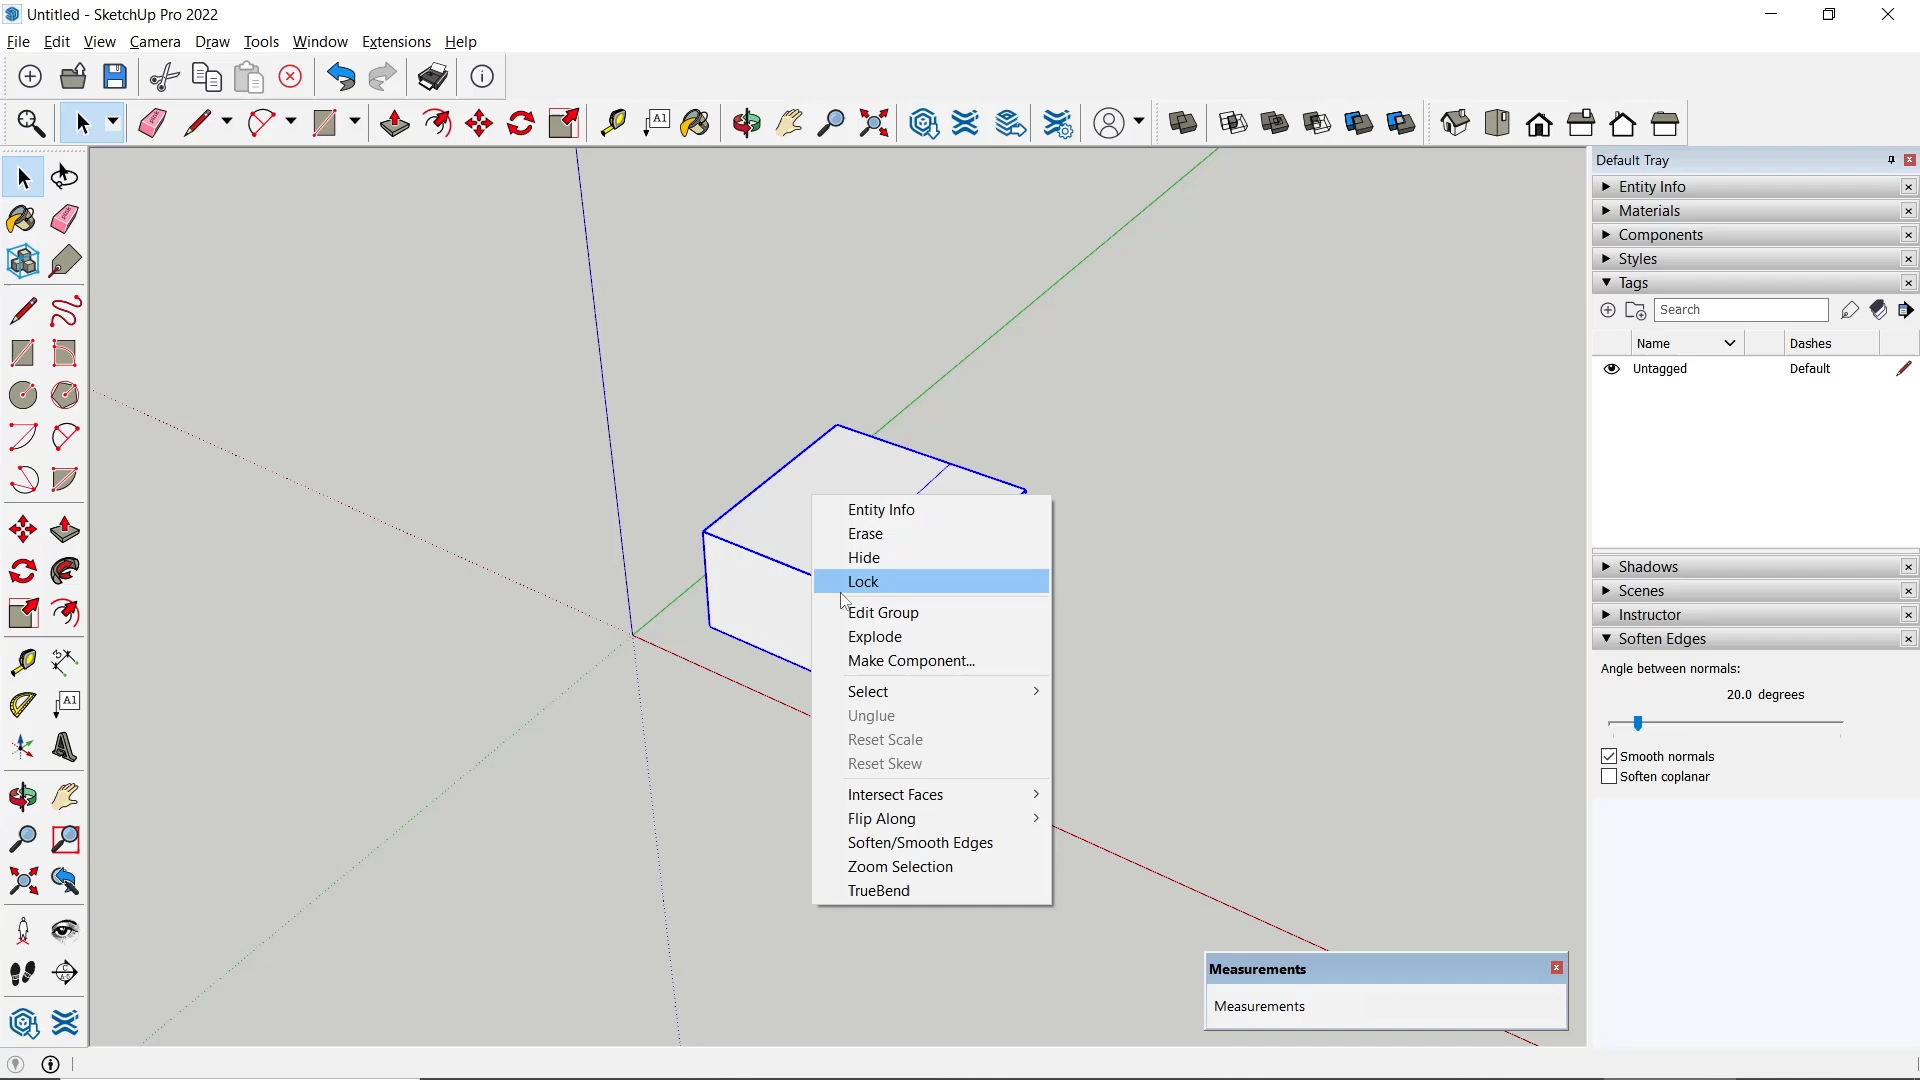 Untitled - SketchUp Pro 2022
File Edit View Camera Draw Tools Window Extensions Help
A1
Default Tray
Entity Info
Materials
Components
Styles
Tags
Search
Name Dashes
Untagged Default
Entity Info
Erase
Hide
Lock
Edit Group
Explode
Make Component...
Select
Unglue
Reset Scale
Reset Skew
Intersect Faces
Flip Along
Soften/Smooth Edges
Zoom Selection
TrueBend
Shadows
Scenes
Instructor
Soften Edges
Angle between normals:
20.0 degrees
Smooth normals
Soften coplanar
A1
Measurements
Measurements